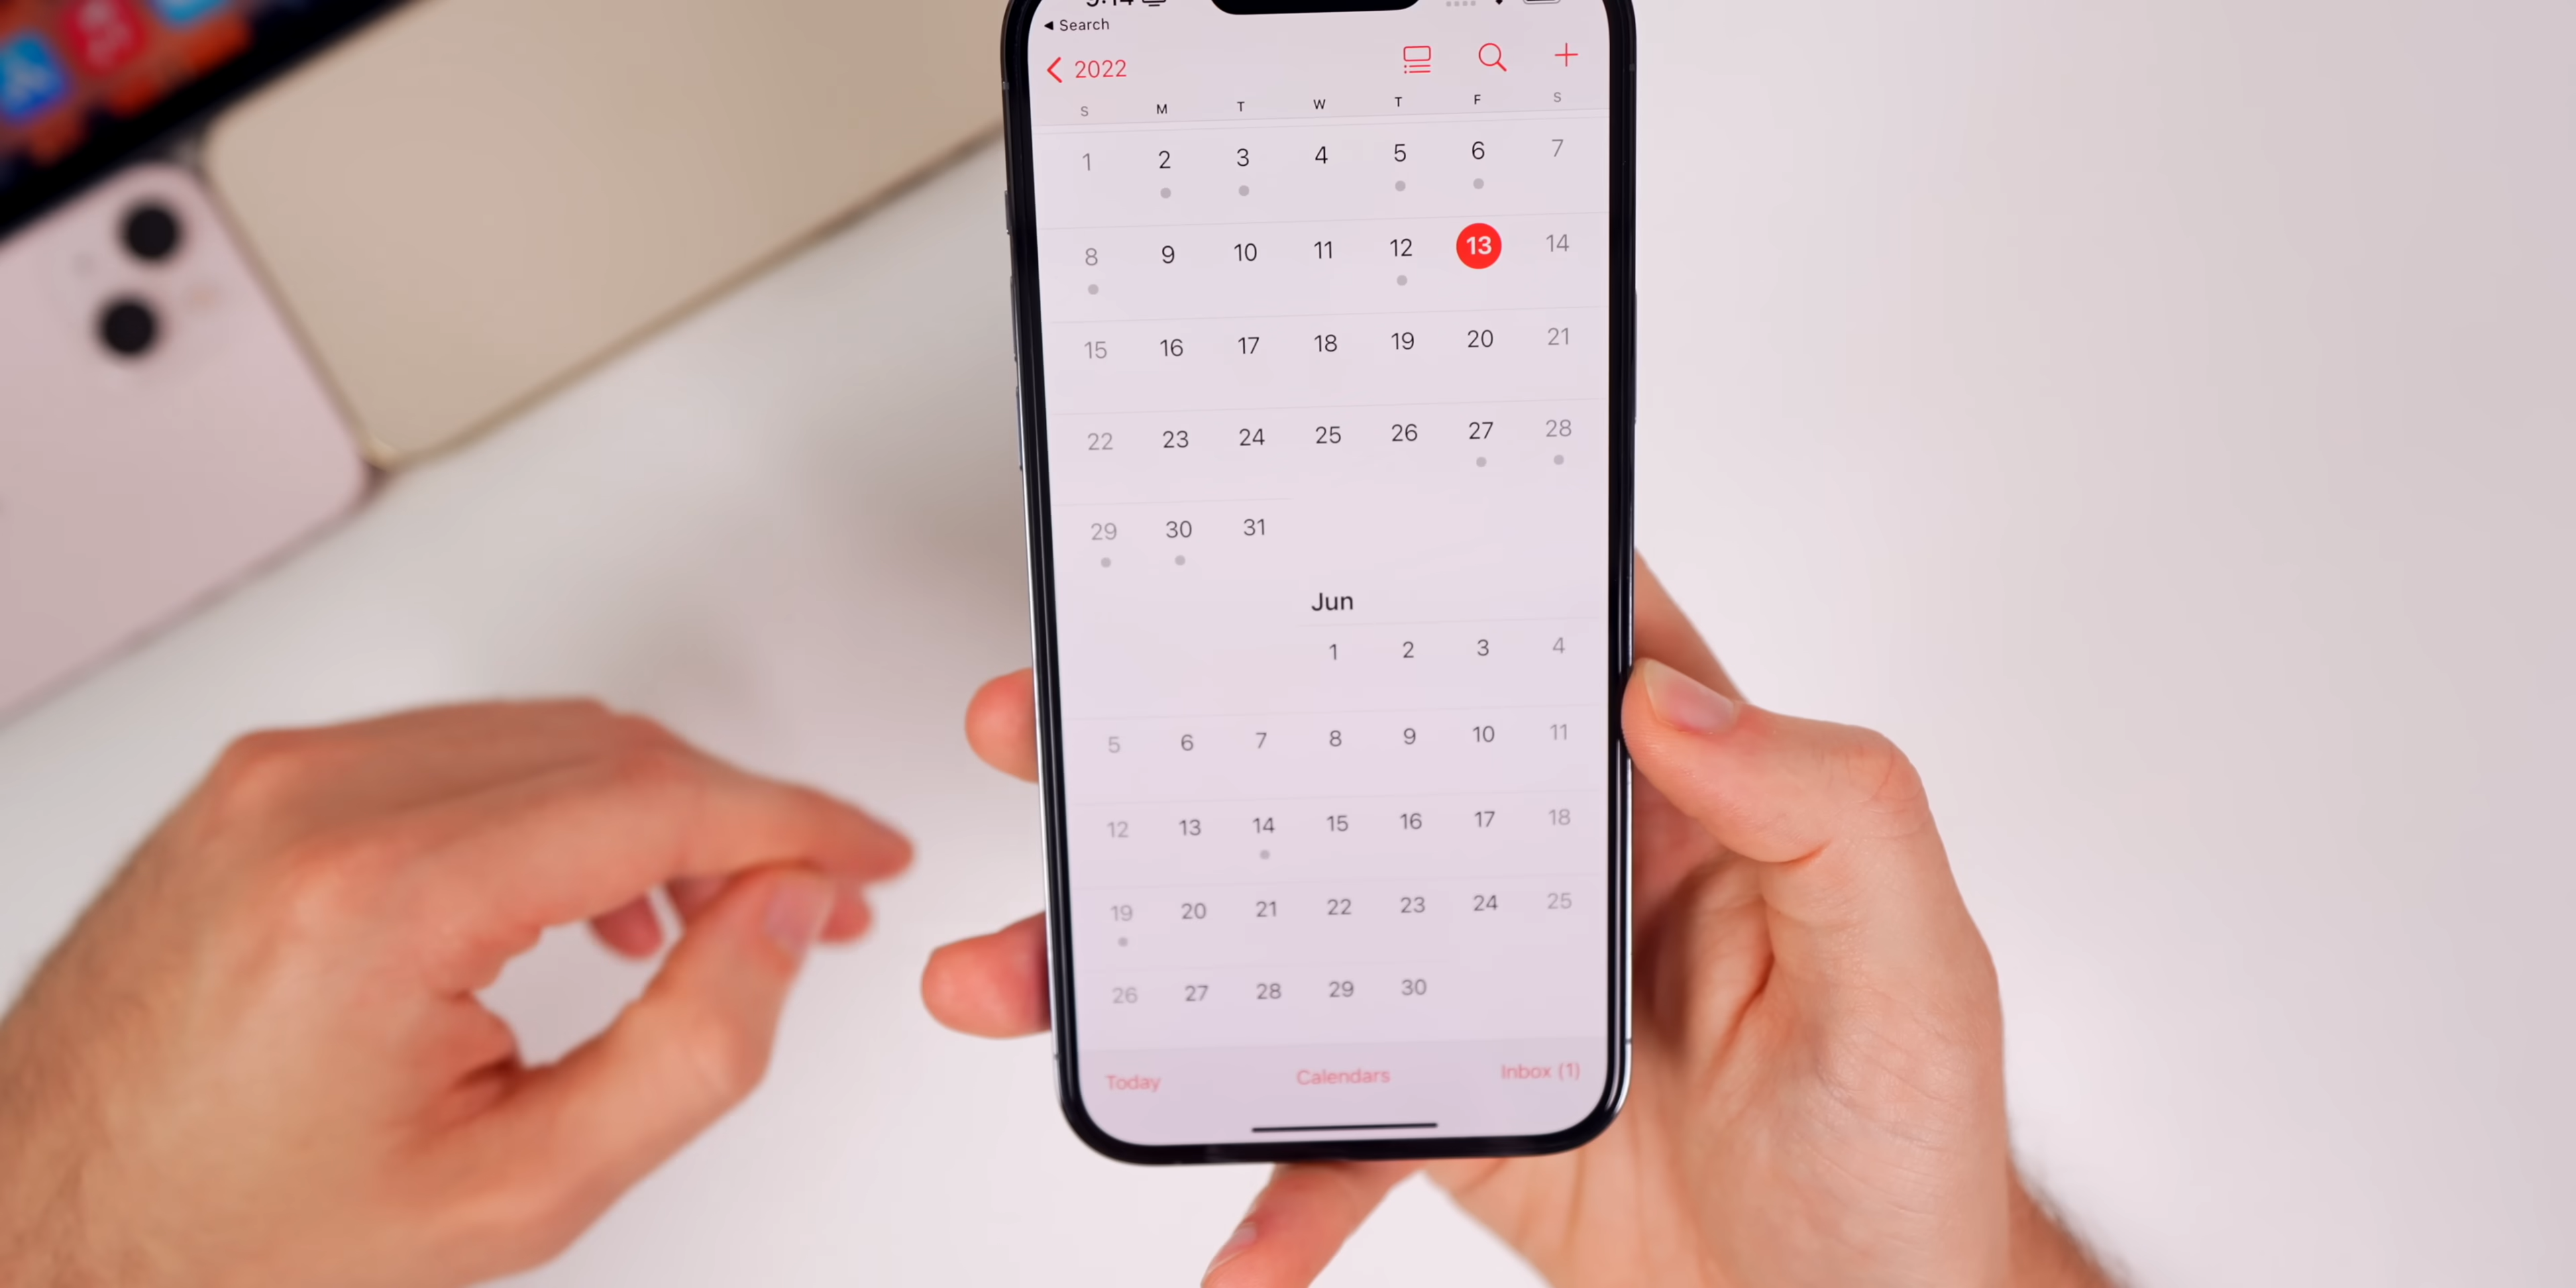 Search
2022
S M T W T F S
1 2 3 4 5 6 7
8 9 10 11 12 13 14
15 16 17 18 19 20 21
22 23 24 25 26 27 28
29 30 31
Jun
1 2 3 4
5 6 7 8 9 10 11
12 13 14 15 16 17 18
19 20 21 22 23 24 25
26 27 28 29 30
Today Calendars Inbox (1)